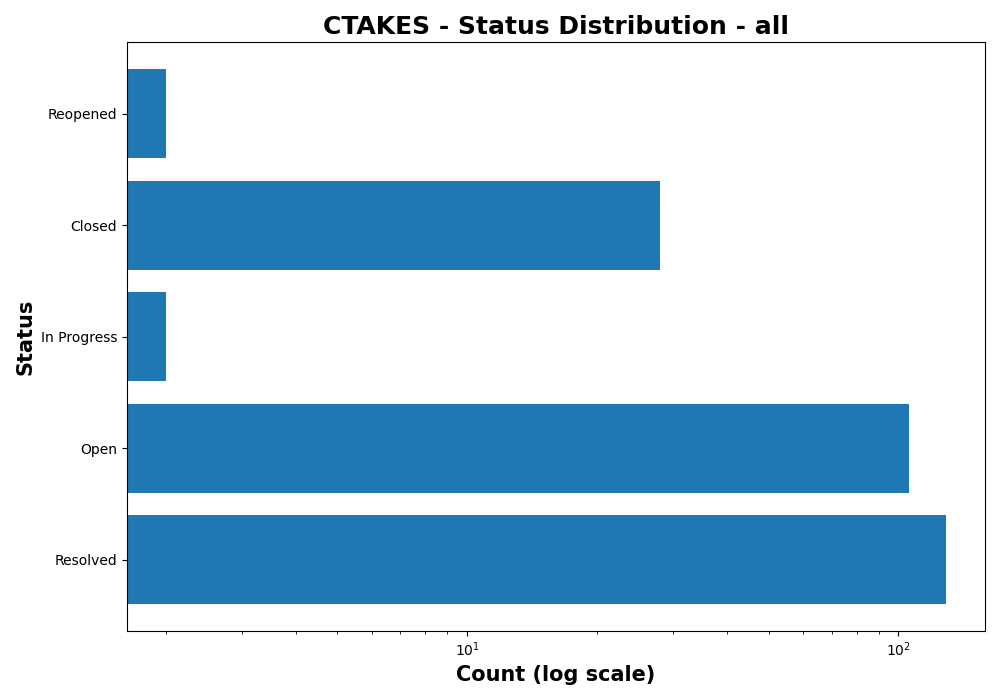 CTAKES - Status Distribution - all
Reopened
Closed
In Progress
Open
Resolved
Status
10¹
10²
Count (log scale)